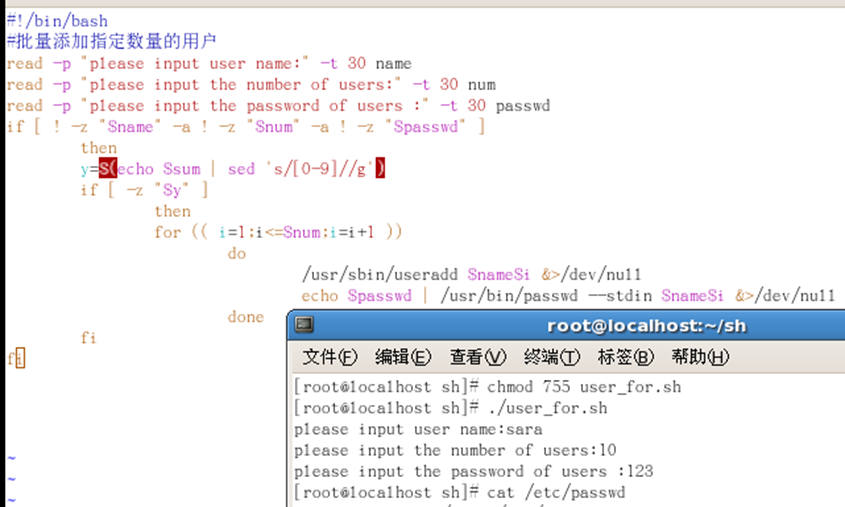 #!/bin/bash
#批量添加指定数量的用户
read -p "please input user name:" -t 30 name
read -p "please input the number of users:" -t 30 num
read -p "please input the password of users :" -t 30 passwd
if [ ! -z "$name" -a ! -z "$num" -a ! -z "$passwd" ]
then
y=$(echo $sum | sed 's/[0-9]//g')
if [ -z "$y" ]
then
for (( i=1;i<=$num;i=i+1 ))
do
/usr/sbin/useradd $name$i &>/dev/null
echo $passwd | /usr/bin/passwd --stdin $name$i &>/dev/null
done
fi
fi
~
~
~
root@localhost:~/sh
文件(F) 编辑(E) 查看(V) 终端(T) 标签(B) 帮助(H)
[root@localhost sh]# chmod 755 user_for.sh
[root@localhost sh]# ./user_for.sh
please input user name:sara
please input the number of users:10
please input the password of users :123
[root@localhost sh]# cat /etc/passwd